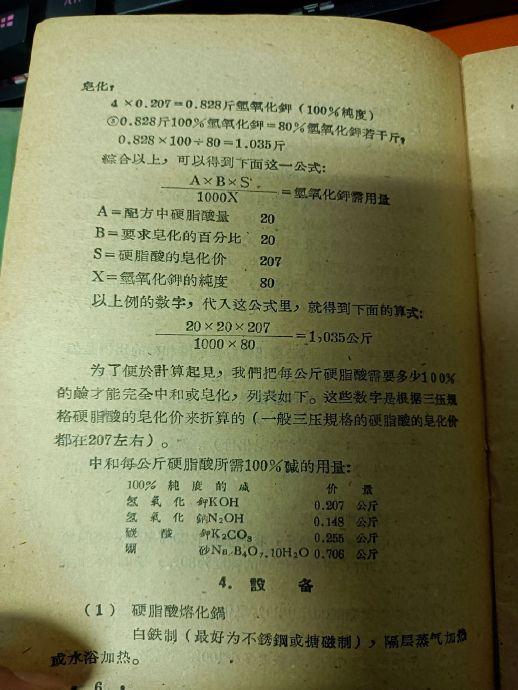 皂化,
4×0.207=0.828斤氫氧化鉀(100%純度)
③0.828斤100%氫氧化鉀=80%氫氧化鉀若干斤,
0.828×100÷80=1.035斤
綜合以上，可以得到下面这一公式:
A×B×S
1000X
=氫氧化鉀需用量
A=配方中硬脂酸量 20
B=要求皂化的百分比 20
S=硬脂酸的皂化价 207
X=氫氧化鉀的純度 80
以上例的数字，代入这公式里，就得到下面的算式:
20×20×207
1000×80
=1,035公斤
为了便於計算起見，我們把每公斤硬脂酸需要多少100%
的鹼才能完全中和或皂化，列表如下。这些数字是根据三压規
格硬脂酸的皂化价来折算的（一般三压規格的硬脂酸的皂化价
都在207左右）。
中和每公斤硬脂酸所需100%碱的用量:
100% 純度的碱 价量
氢氧化鉀KOH 0.207 公斤
氢氧化鈉N₂OH 0.148 公斤
碳酸鉀K₂CO₃ 0.255 公斤
硼砂Na₂B₄O₇.10H₂O 0.706 公斤
4. 設备
(1) 硬脂酸熔化鍋
白鉄制（最好为不銹鋼或搪磁制），隔层蒸气加热
或水浴加热。
· 6 ·